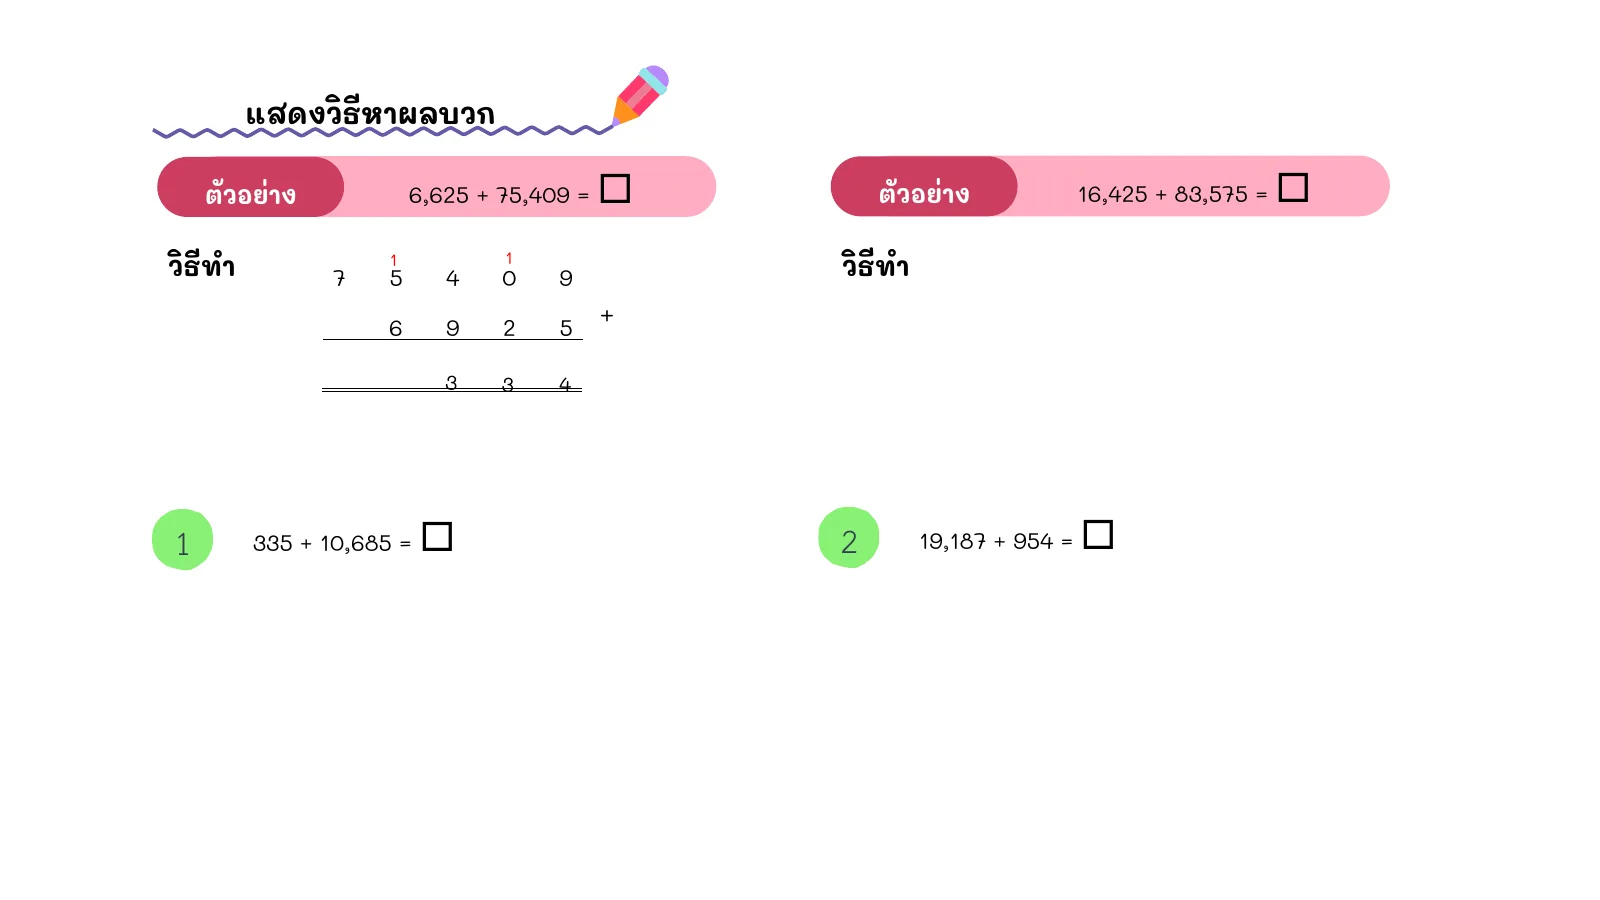 แสดงวิธีหาผลบวก
ตัวอย่าง 6,625 + 75,409 = □
วิธีทำ
1 1
7 5 4 0 9
+
6 9 2 5
3 3 4
ตัวอย่าง 16,425 + 83,575 = □
วิธีทำ
1 335 + 10,685 = □
2 19,187 + 954 = □